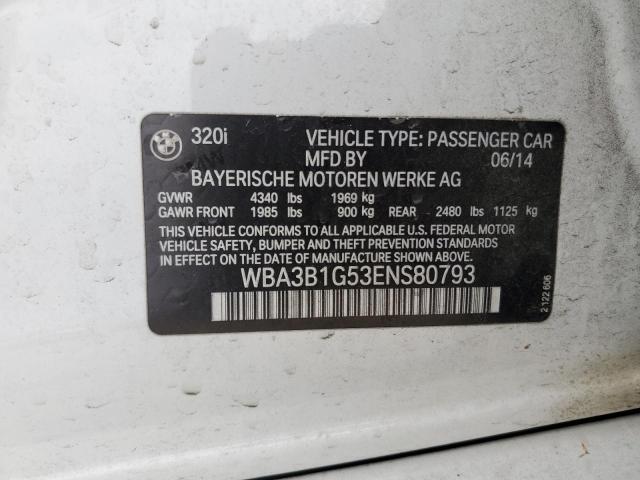 320i VEHICLE TYPE: PASSENGER CAR
MFD BY 06/14
BAYERISCHE MOTOREN WERKE AG
GVWR 4340 lbs 1969 kg
GAWR FRONT 1985 lbs 900 kg REAR 2480 lbs 1125 kg
THIS VEHICLE CONFORMS TO ALL
APPLICABLE U.S. FEDERAL MOTOR
VEHICLE SAFETY, BUMPER AND THEFT
PREVENTION STANDARDS IN EFFECT ON THE
DATE OF MANUFACTURE SHOWN ABOVE.
WBA3B1G53ENS80793
2 122 606